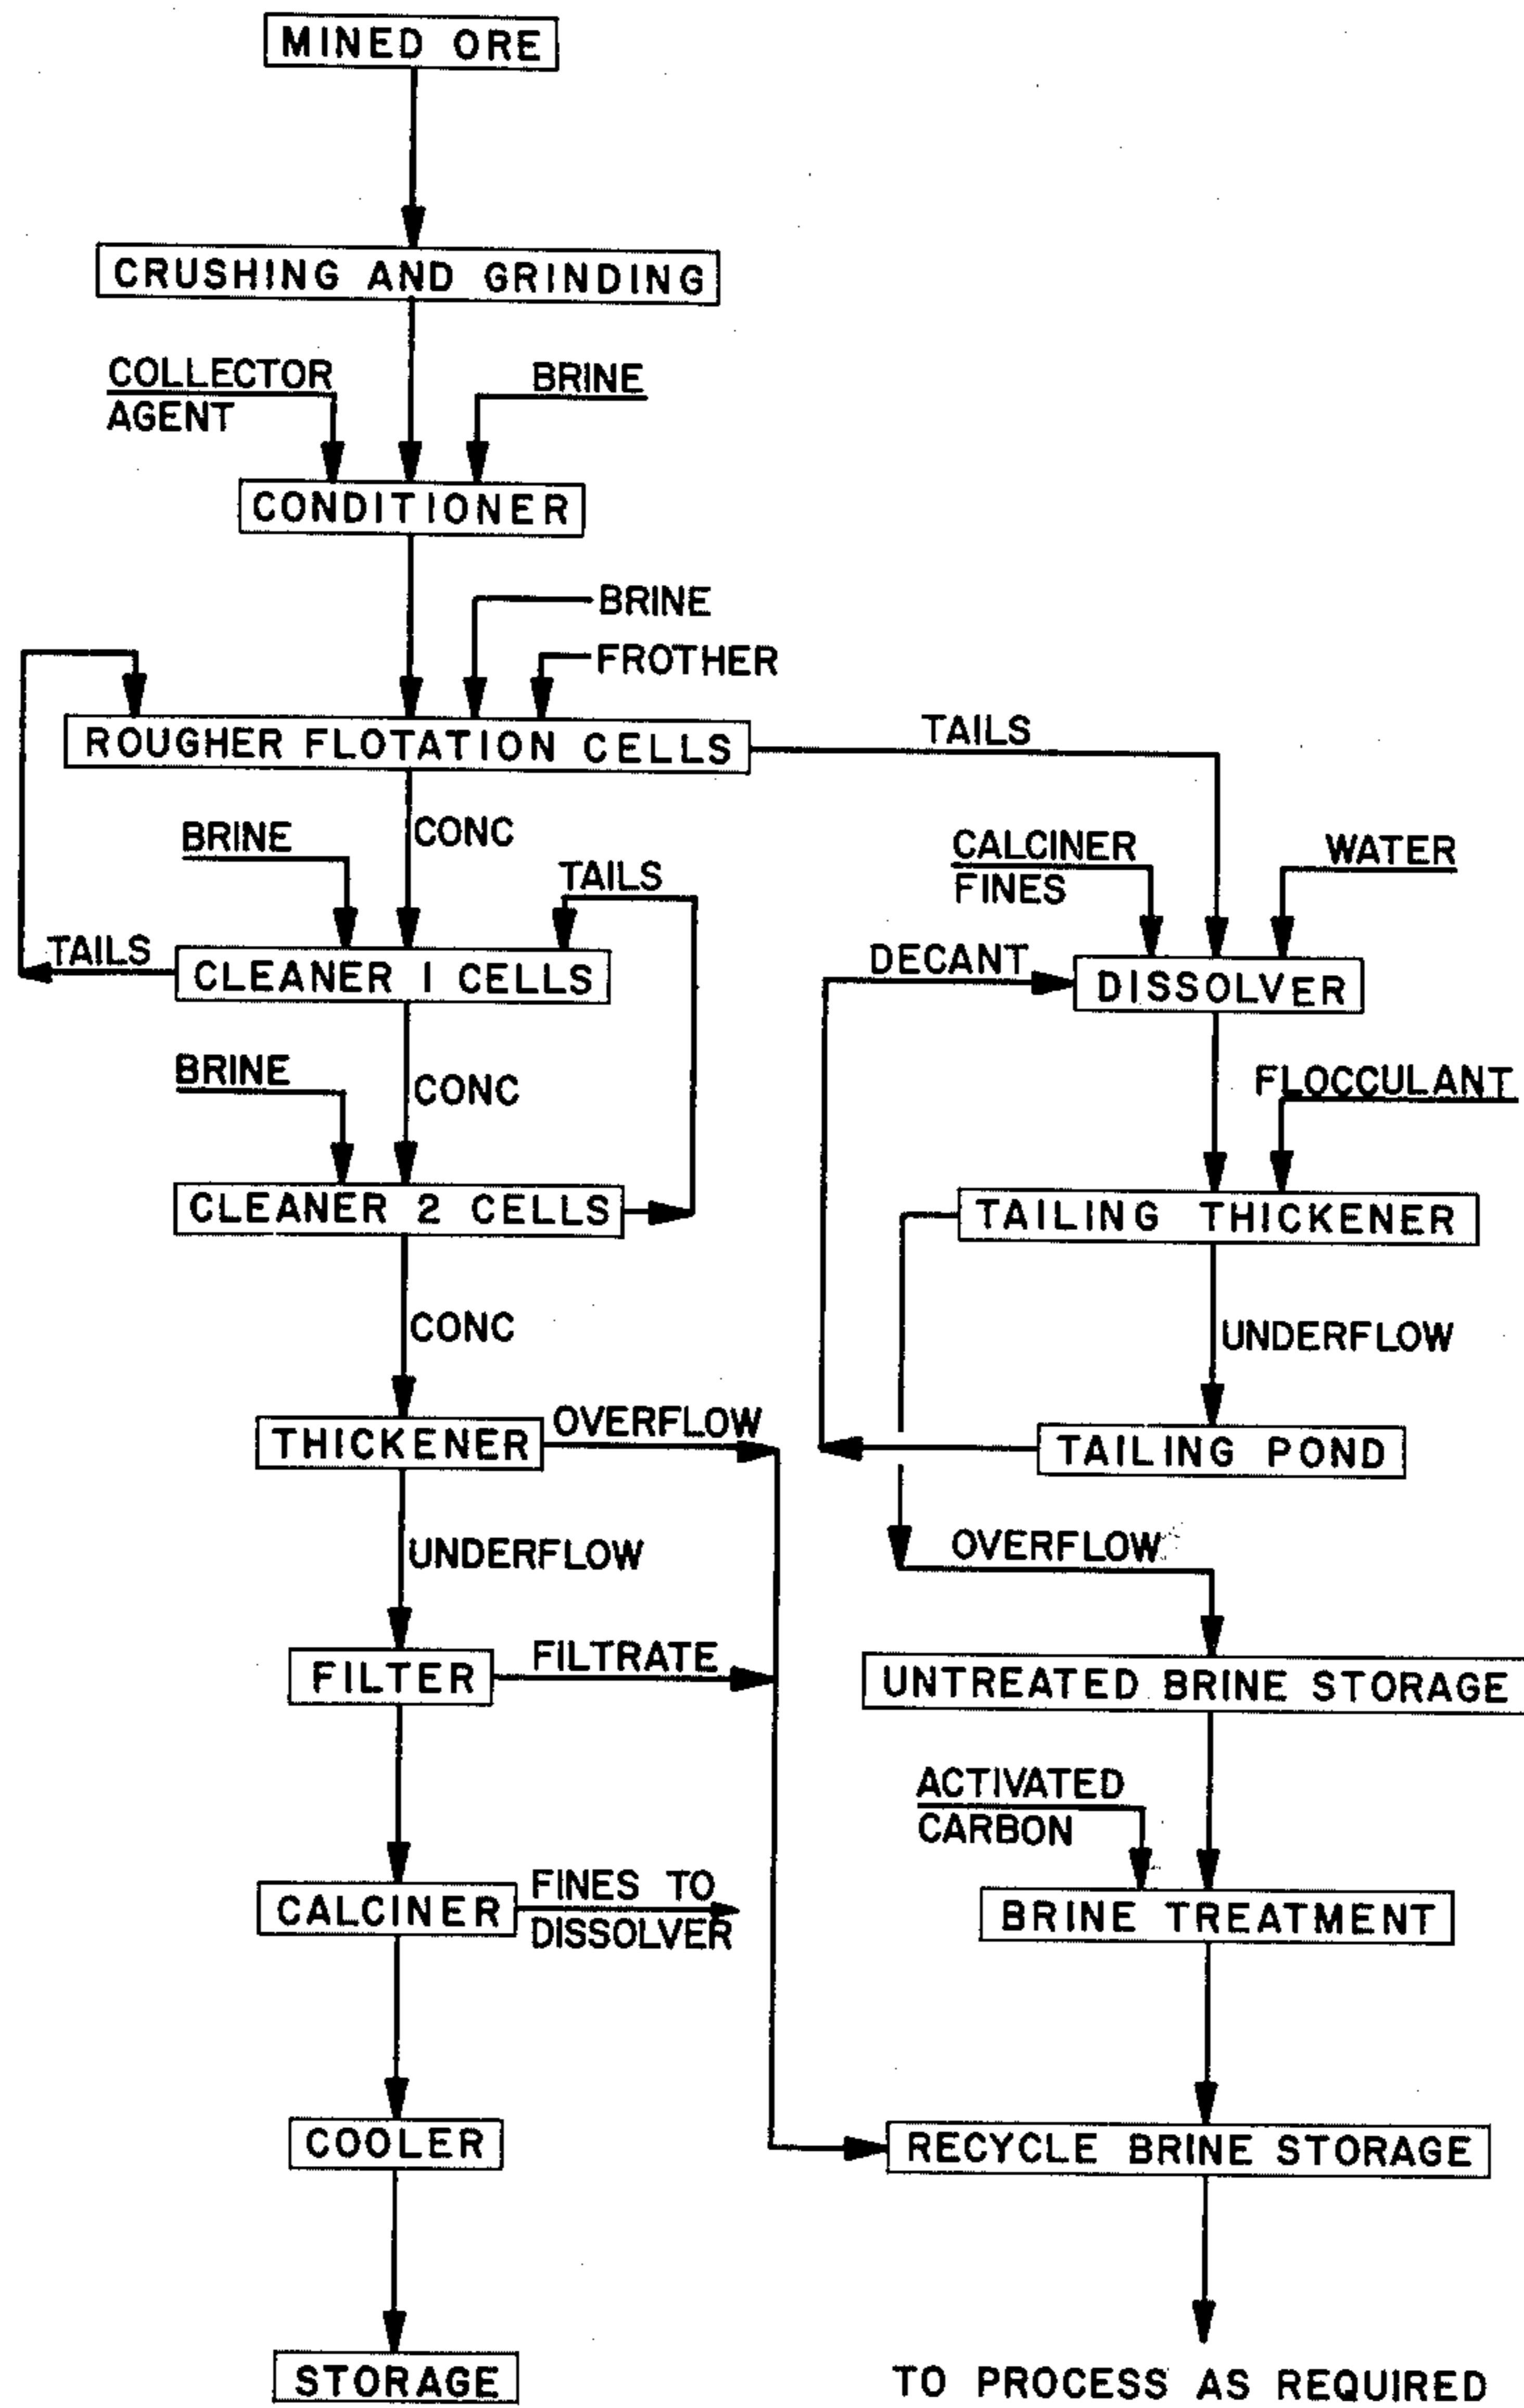 MINED ORE
CRUSHING AND GRINDING
COLLECTOR
AGENT
BRINE
CONDITIONER
BRINE
FROTHER
ROUGHER FLOTATION CELLS
TAILS
BRINE
CONC
TAILS
CALCINER
FINES
WATER
TAILS
CLEANER 1 CELLS
DECANT
DISSOLVER
BRINE
CONC
FLOCCULANT
CLEANER 2 CELLS
TAILING THICKENER
CONC
UNDERFLOW
THICKENER
OVERFLOW
TAILING POND
UNDERFLOW
OVERFLOW
FILTER
FILTRATE
UNTREATED BRINE STORAGE
ACTIVATED
CARBON
CALCINER
FINES TO
DISSOLVER
BRINE TREATMENT
COOLER
RECYCLE BRINE STORAGE
STORAGE
TO PROCESS AS REQUIRED